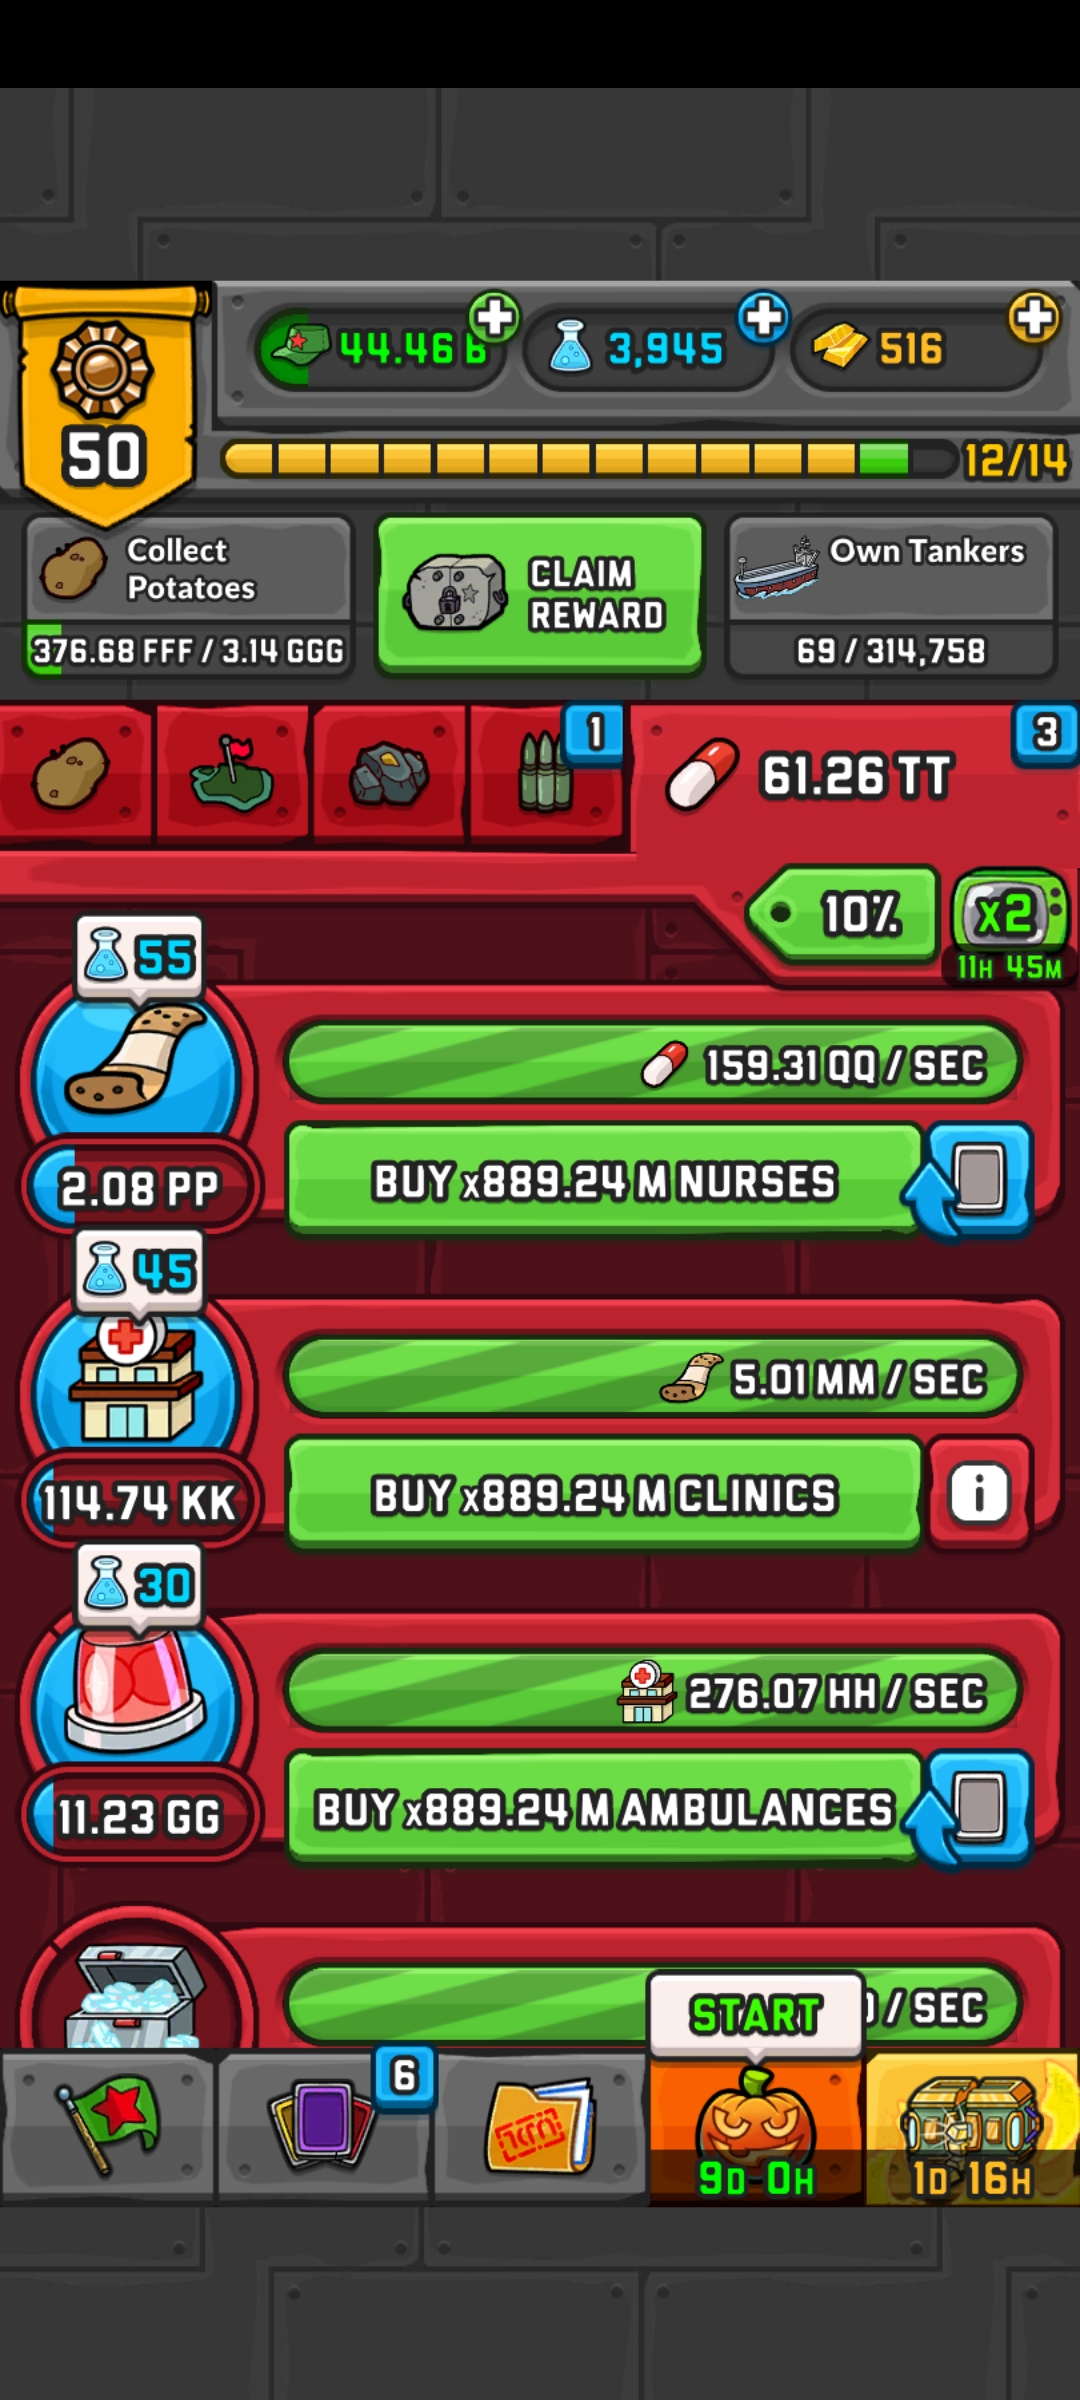 50
44.46 B
3,945
516
12/14
Collect
Potatoes
376.68 FFF / 3.14 GGG
CLAIM
REWARD
Own Tankers
69 / 314,758
1
61.26 TT
3
10%
x2
11H 45M
55
159.31 QQ / SEC
2.08 PP
BUY x889.24 M NURSES
45
5.01 MM / SEC
114.74 KK
BUY x889.24 M CLINICS
i
30
276.07 HH / SEC
11.23 GG
BUY x889.24 M AMBULANCES
/ SEC
START
6
9D 0H
1D 16H